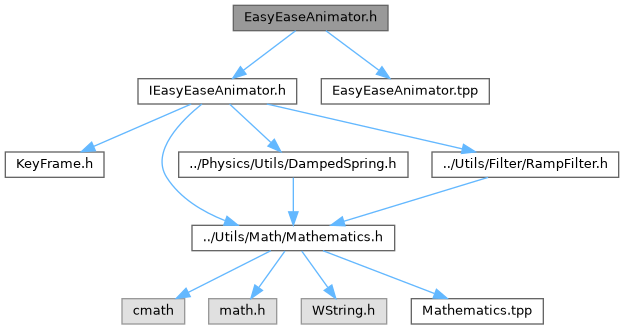 EasyEaseAnimator.h
IEasyEaseAnimator.h
EasyEaseAnimator.tpp
KeyFrame.h
../Physics/Utils/DampedSpring.h
../Utils/Filter/RampFilter.h
../Utils/Math/Mathematics.h
cmath
math.h
WString.h
Mathematics.tpp